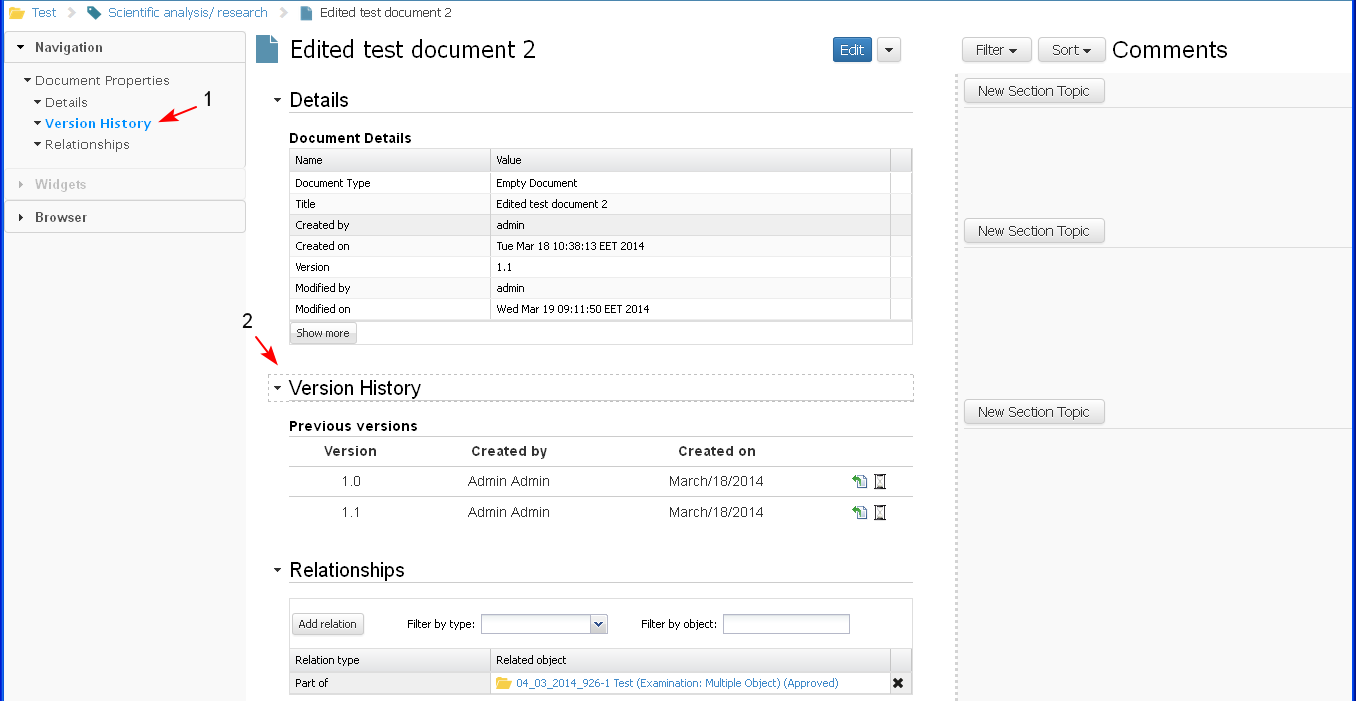 Test Scientific analysis/ research Edited test document 2
Navigation
Document Properties
Details
Version History
Relationships
Widgets
Browser
1
2
Edited test document 2
Edit
Details
Document Details
Name Value
Document Type Empty Document
Title Edited test document 2
Created by admin
Created on Tue Mar 18 10:38:13 EET 2014
Version 1.1
Modified by admin
Modified on Wed Mar 19 09:11:50 EET 2014
Show more
Version History
Previous versions
Version Created by Created on
1.0 Admin Admin March/18/2014
1.1 Admin Admin March/18/2014
Relationships
Add relation Filter by type: Filter by object:
Relation type Related object
Part of 04_03_2014_926-1 Test (Examination: Multiple Object) (Approved)
Filter Sort Comments
New Section Topic
New Section Topic
New Section Topic